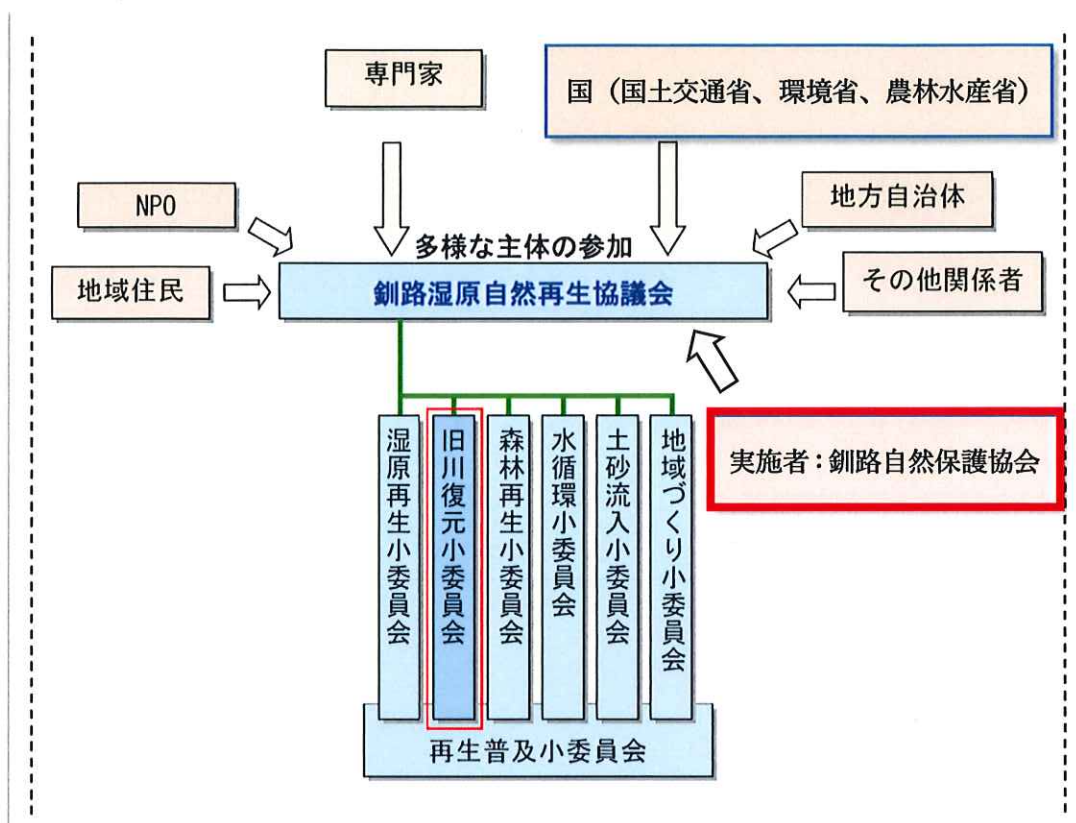 専門家
国（国土交通省、環境省、農林水産省）
NPO
地方自治体
多様な主体の参加
地域住民
釧路湿原自然再生協議会
その他関係者
実施者：釧路自然保護協会
湿原再生小委員会
旧川復元小委員会
森林再生小委員会
水循環小委員会
土砂流入小委員会
地域づくり小委員会
再生普及小委員会